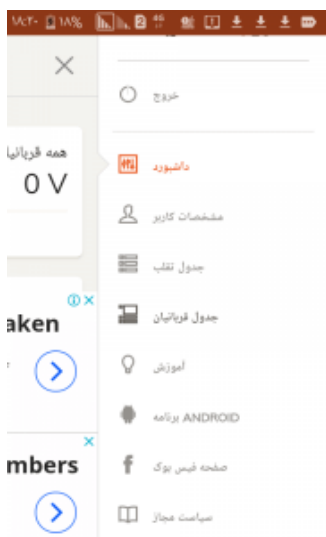 ۱۸:۲۰ ۱۸%
خروج
همه قربانیا
0 V
داشبورد
مشخصات کاربر
جدول تقلب
جدول قربانیان
aken
آموزش
ANDROID برنامه
mbers
صفحه فیس بوک
سیاست مجاز